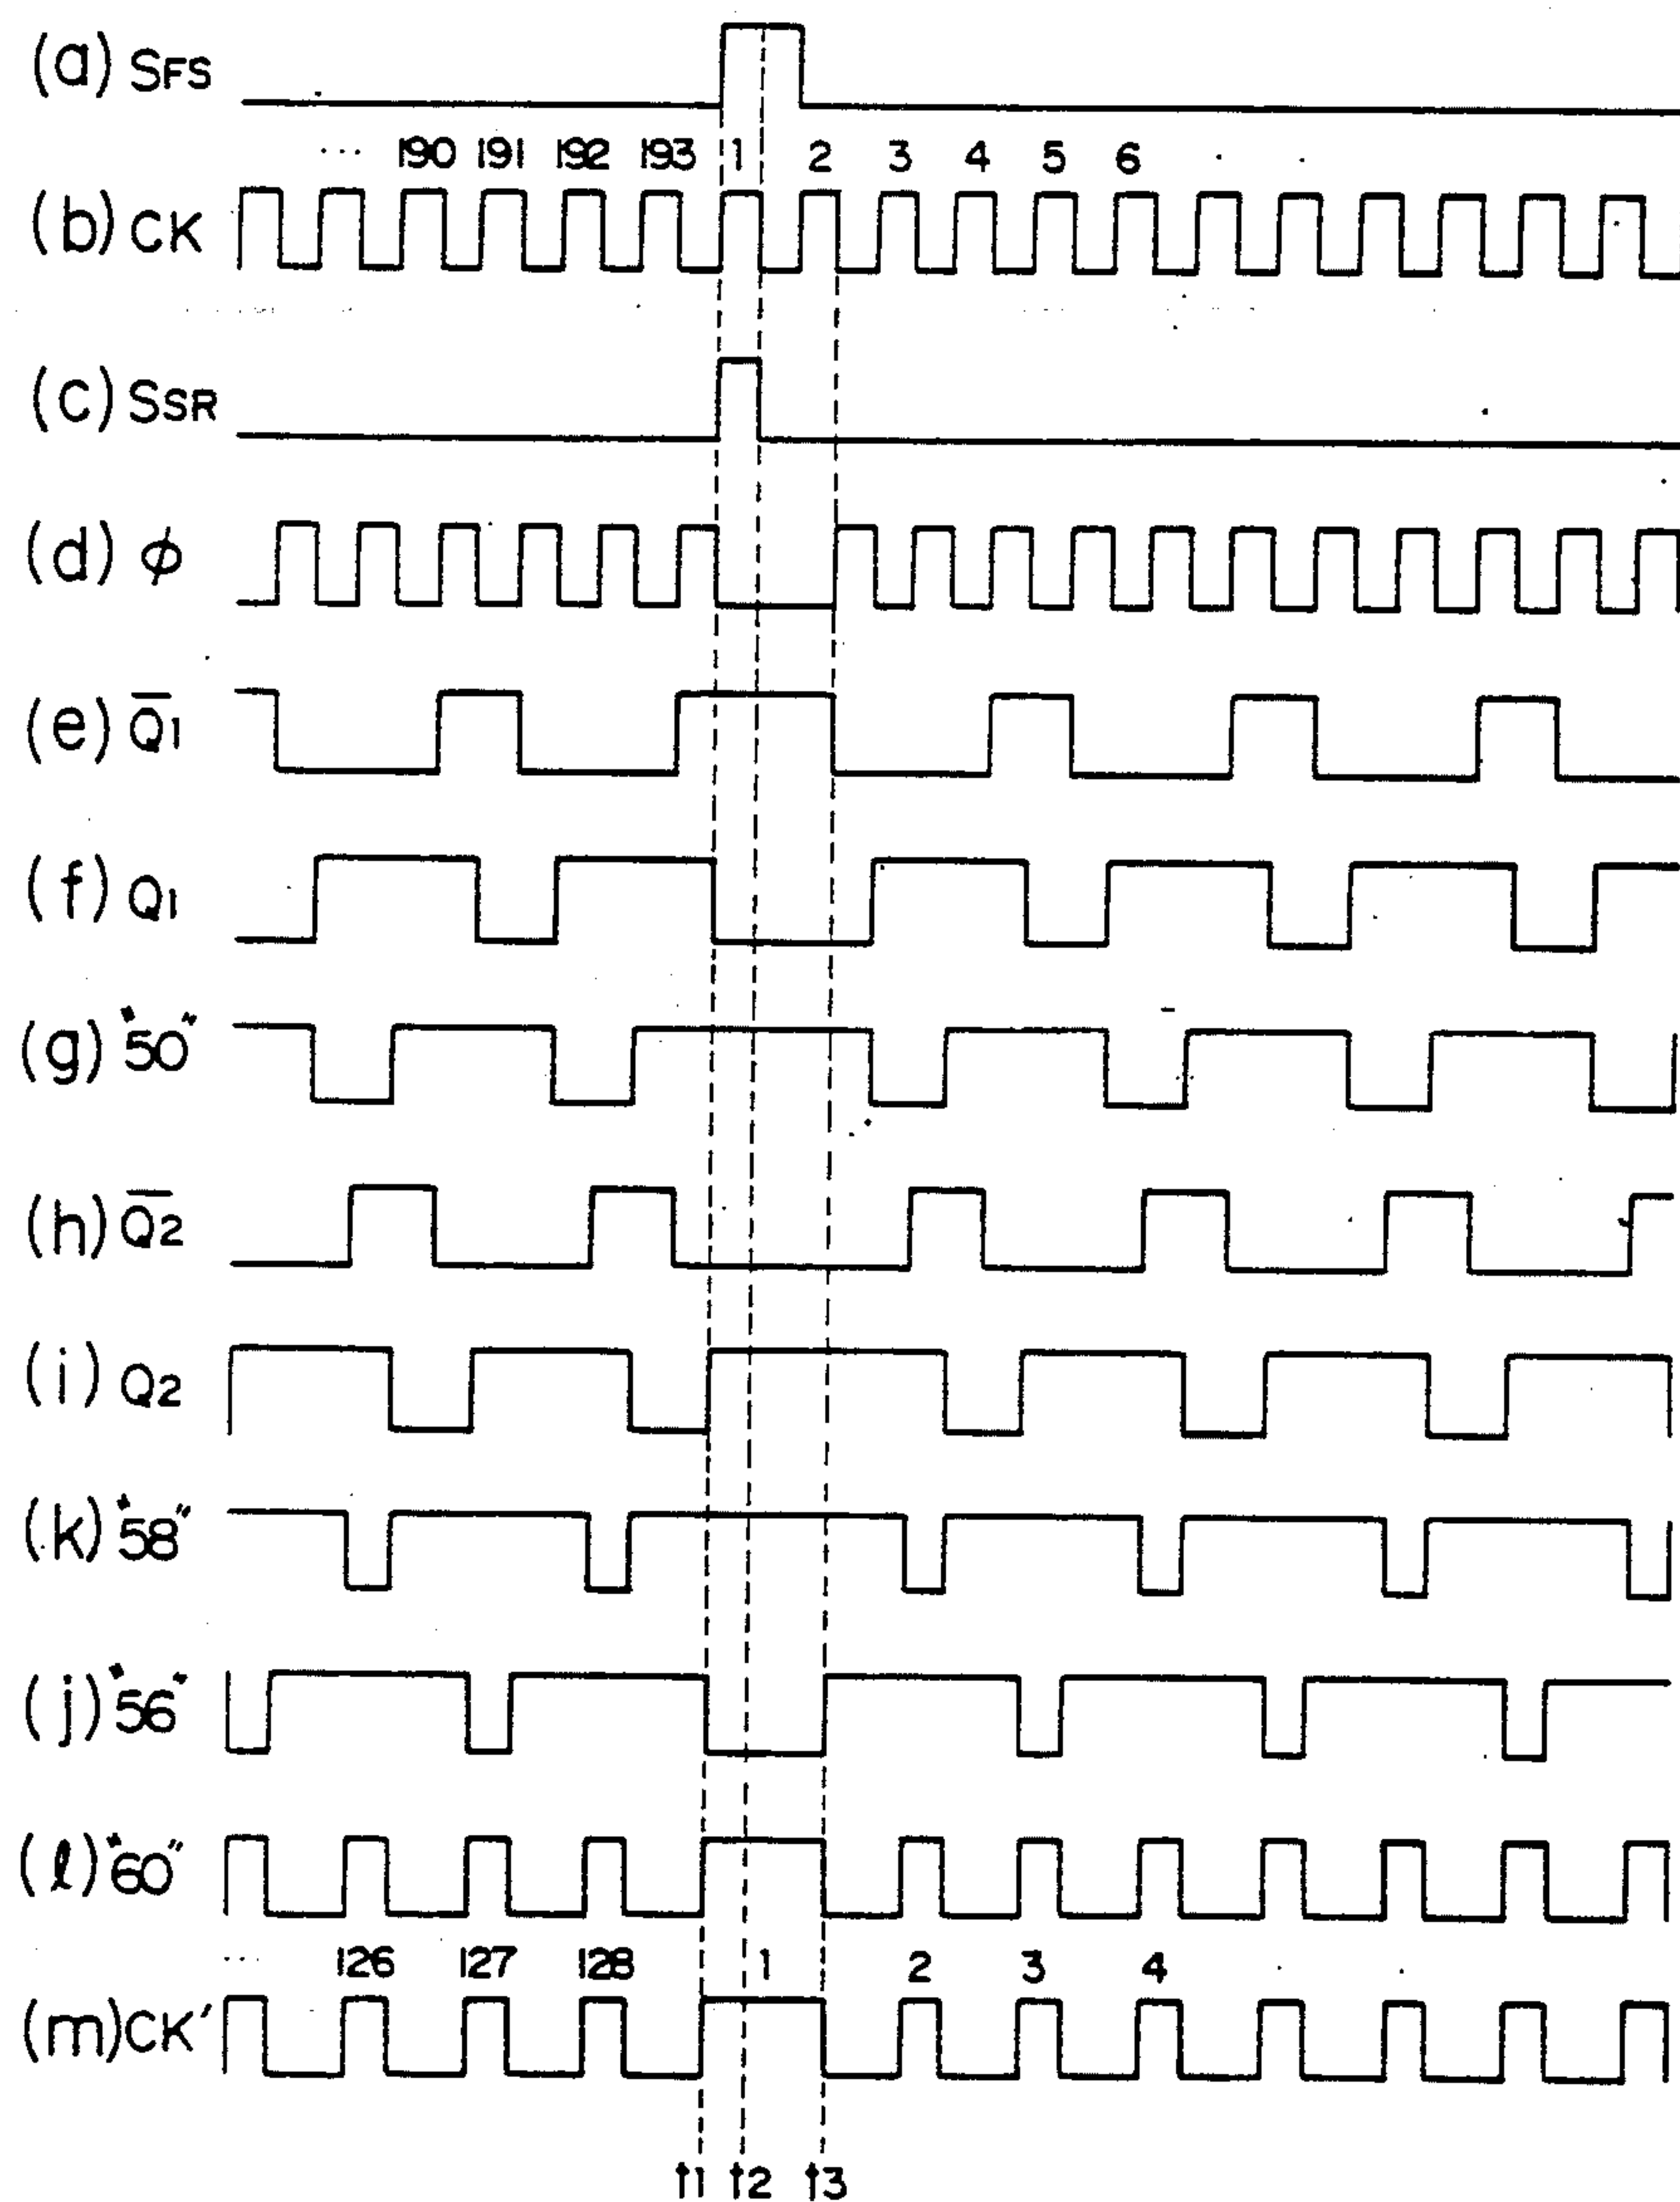 (a) SFS
··· 190 191 192 193 1 2 3 4 5 6 · ·
(b) CK
(c) SSR
(d) ϕ
(e) Q̅1
(f) Q1
(g) "50"
(h) Q̅2
(i) Q2
(k) "58"
(j) "56"
(l) "60"
··· 126 127 128 1 2 3 4 · ·
(m) CK'
t1 t2 t3